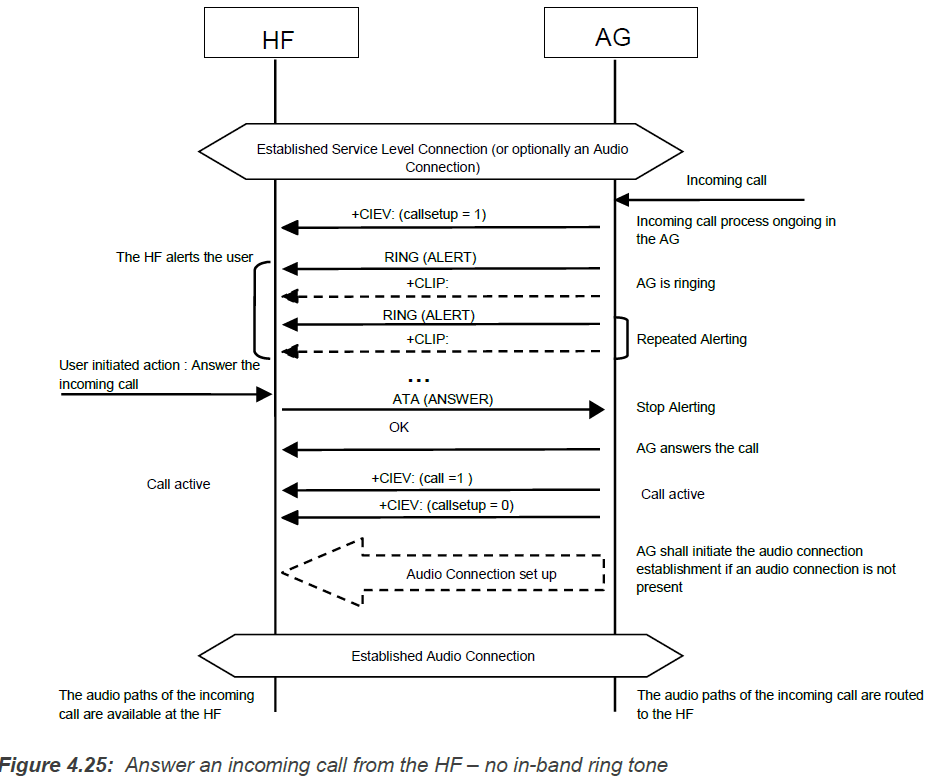 HF
AG
Established Service Level Connection (or optionally an Audio
Connection)
Incoming call
+CIEV: (callsetup = 1)
Incoming call process ongoing in
the AG
The HF alerts the user
RING (ALERT)
+CLIP:
AG is ringing
RING (ALERT)
+CLIP:
Repeated Alerting
User initiated action : Answer the
incoming call
...
ATA (ANSWER)
Stop Alerting
OK
AG answers the call
Call active
+CIEV: (call =1 )
Call active
+CIEV: (callsetup = 0)
AG shall initiate the audio connection
establishment if an audio connection is not
present
Audio Connection set up
Established Audio Connection
The audio paths of the incoming
call are available at the HF
The audio paths of the incoming call are routed
to the HF
Figure 4.25: Answer an incoming call from the HF – no in-band ring tone